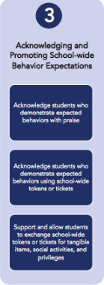 3
Acknowledging and
Promoting School-wide
Behavior Expectations
Acknowledge students who
demonstrate expected
behaviors with praise
Acknowledge students who
demonstrate expected
behaviors using school-wide
tokens or tickets
Support and allow students
to exchange school-wide
tokens or tickets for tangible
items, social activities, and
privileges